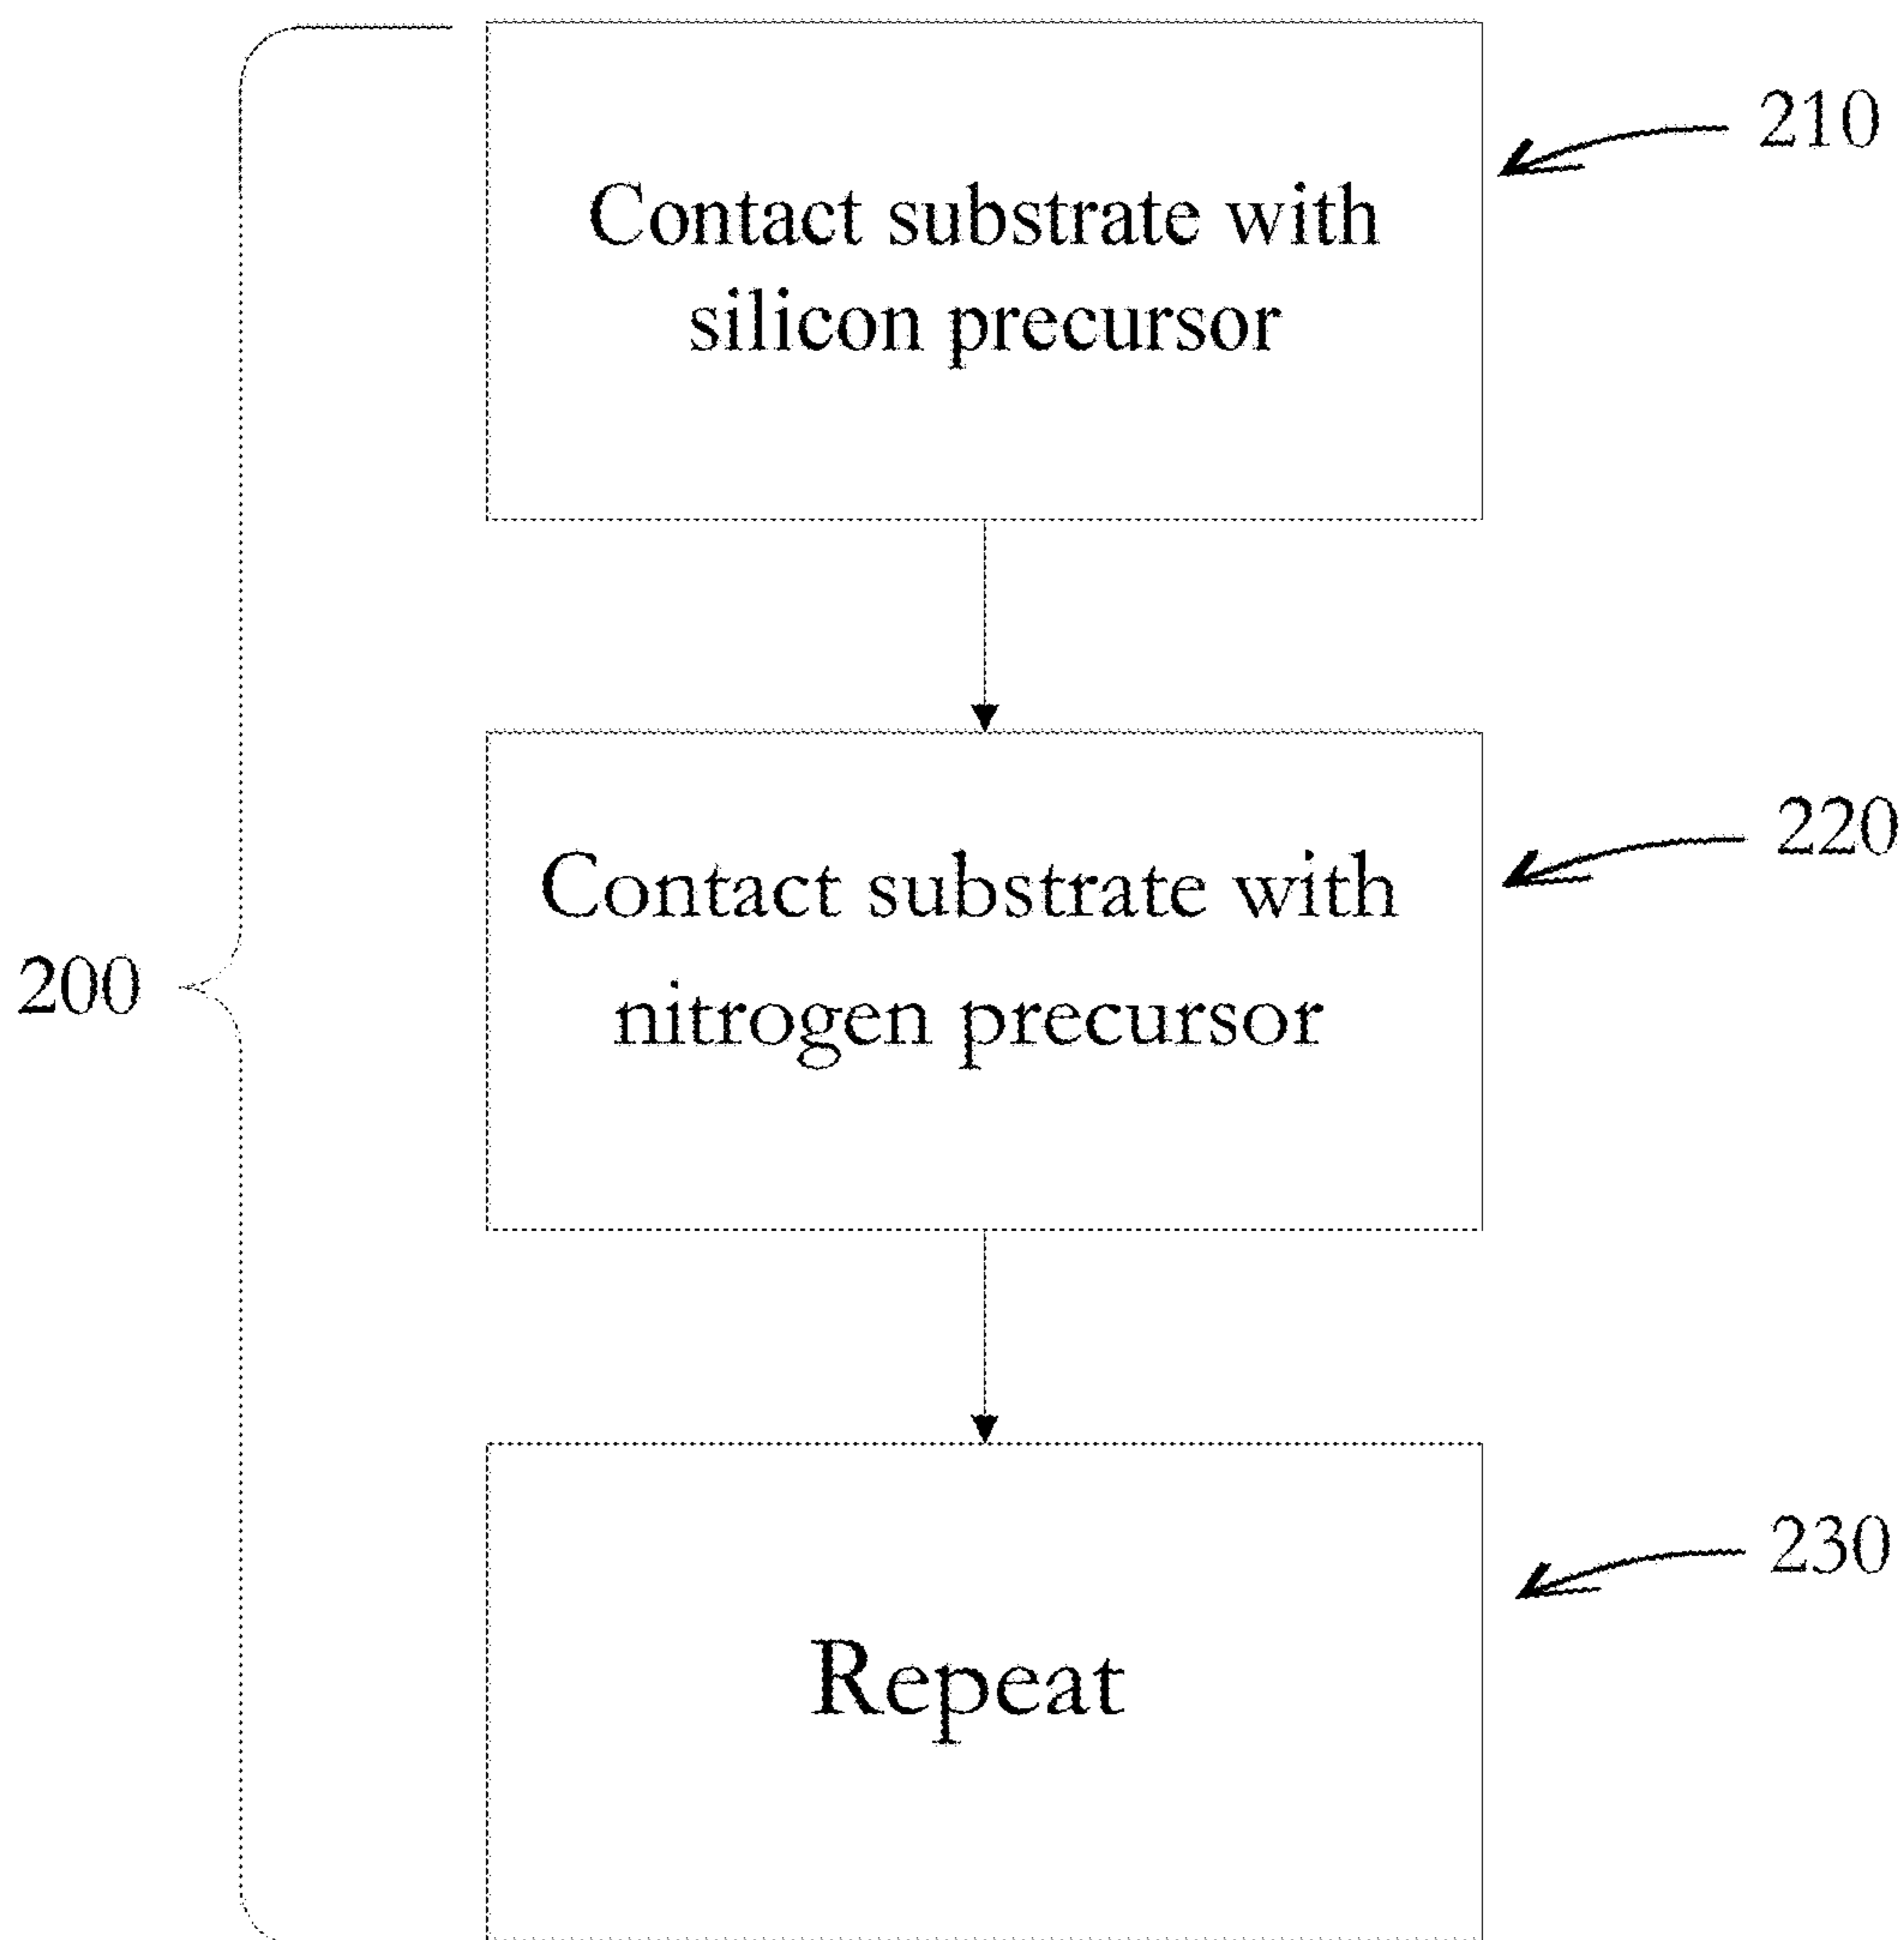 210
Contact substrate with
silicon precursor
220
Contact substrate with
nitrogen precursor
200
230
Repeat